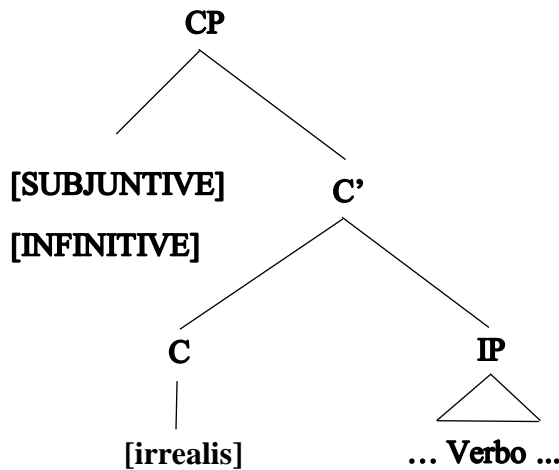 CP
[SUBJUNTIVE]
C’
[INFINITIVE]
C
IP
[irrealis]
… Verbo ...